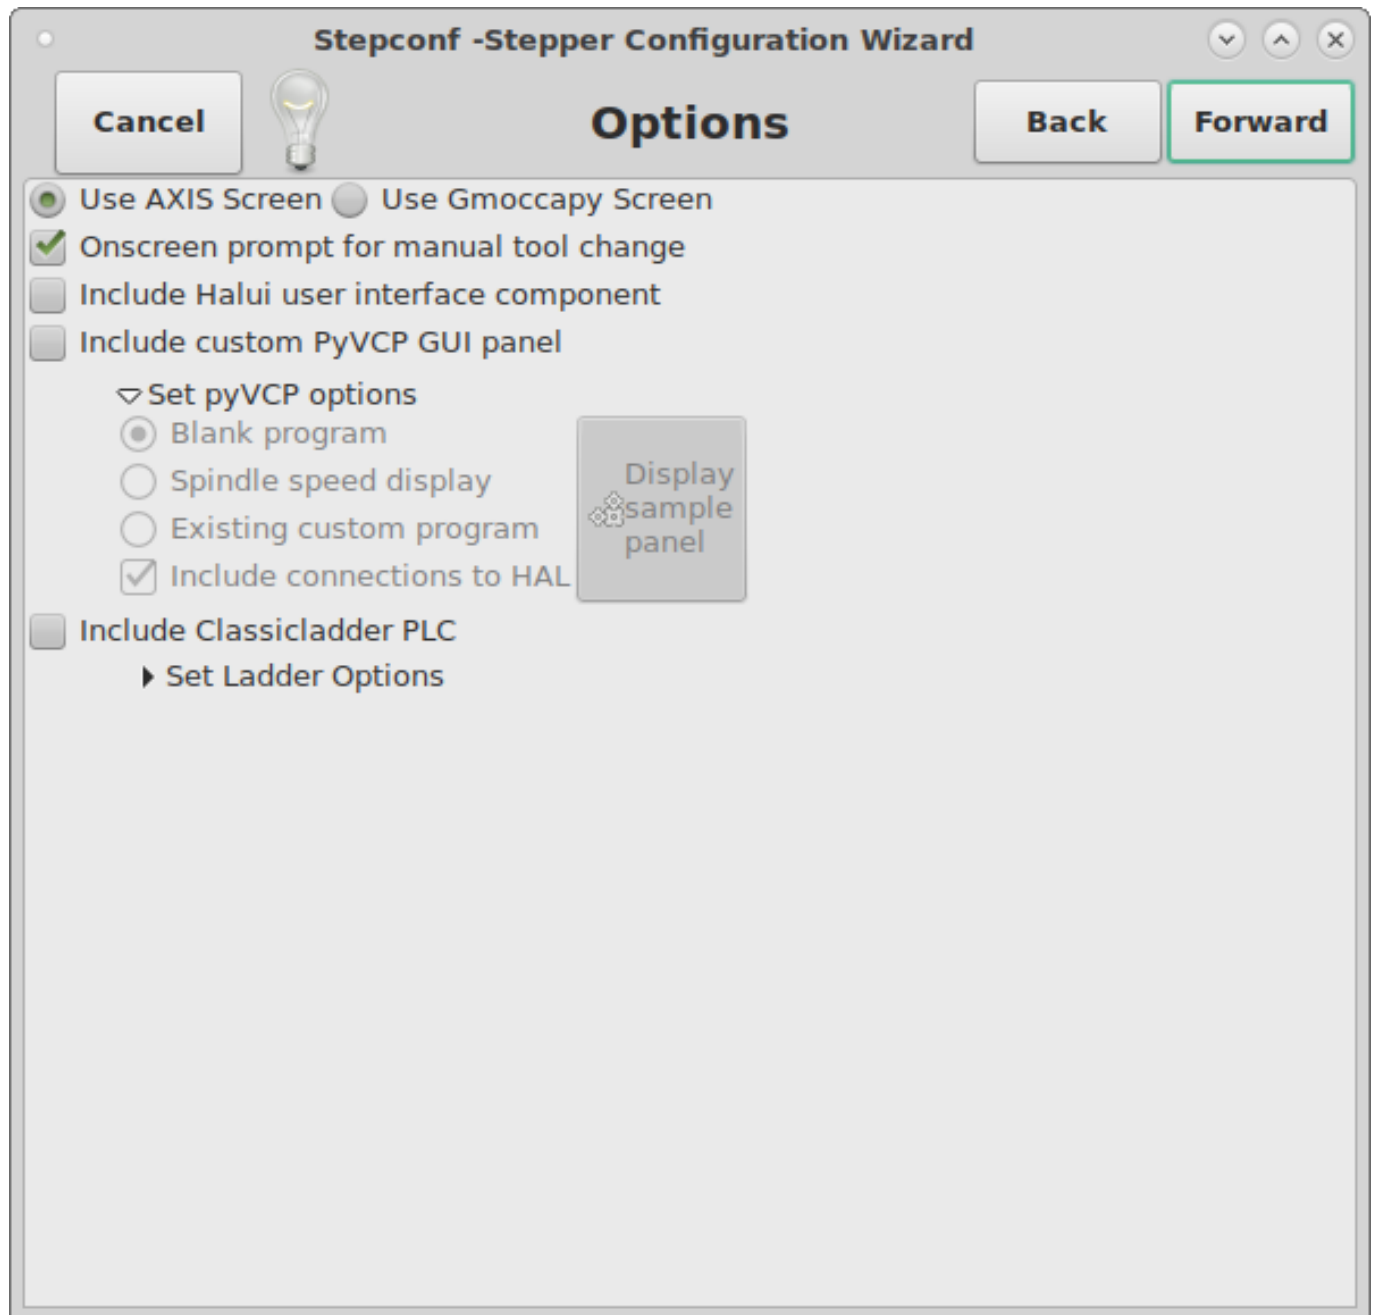 Stepconf -Stepper Configuration Wizard
Cancel
Options
Back
Forward
Use AXIS Screen
Use Gmoccapy Screen
Onscreen prompt for manual tool change
Include Halui user interface component
Include custom PyVCP GUI panel
Set pyVCP options
Blank program
Spindle speed display
Existing custom program
Include connections to HAL
Display
sample
panel
Include Classicladder PLC
Set Ladder Options